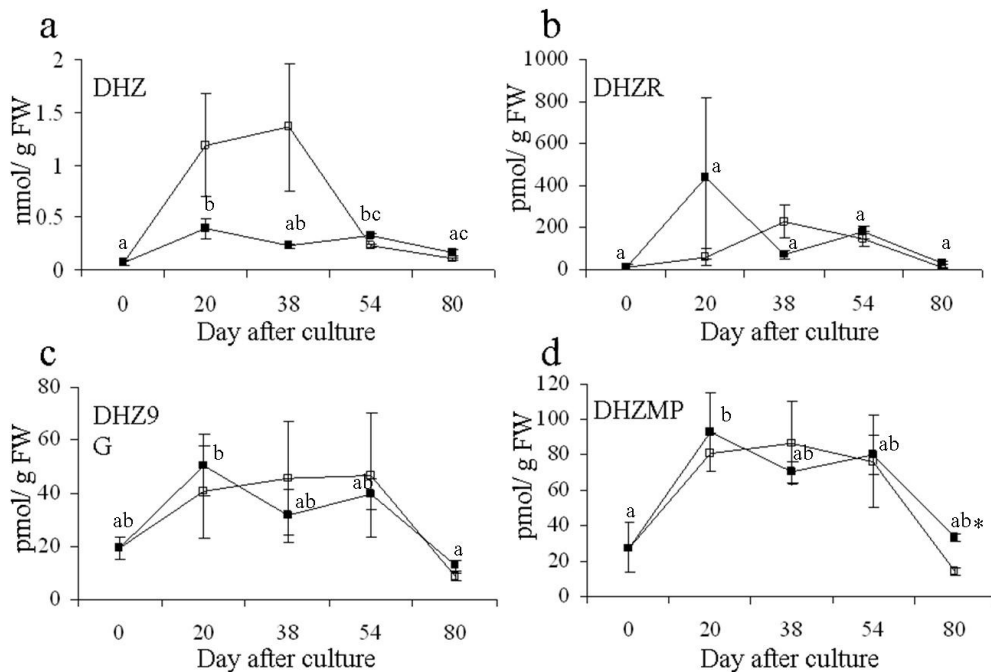 a
DHZ
nmol/ g FW
2
1.5
1
0.5
0
a
b
ab
bc
ac
0 20 38 54 80
Day after culture
b
DHZR
pmol/ g FW
1000
800
600
400
200
0
a
a
a
a
a
0 20 38 54 80
Day after culture
c
DHZ9
G
pmol/ g FW
80
60
40
20
0
ab
b
ab
ab
a
0 20 38 54 80
Day after culture
d
DHZMP
pmol/ g FW
120
100
80
60
40
20
0
a
b
ab
ab
ab*
0 20 38 54 80
Day after culture